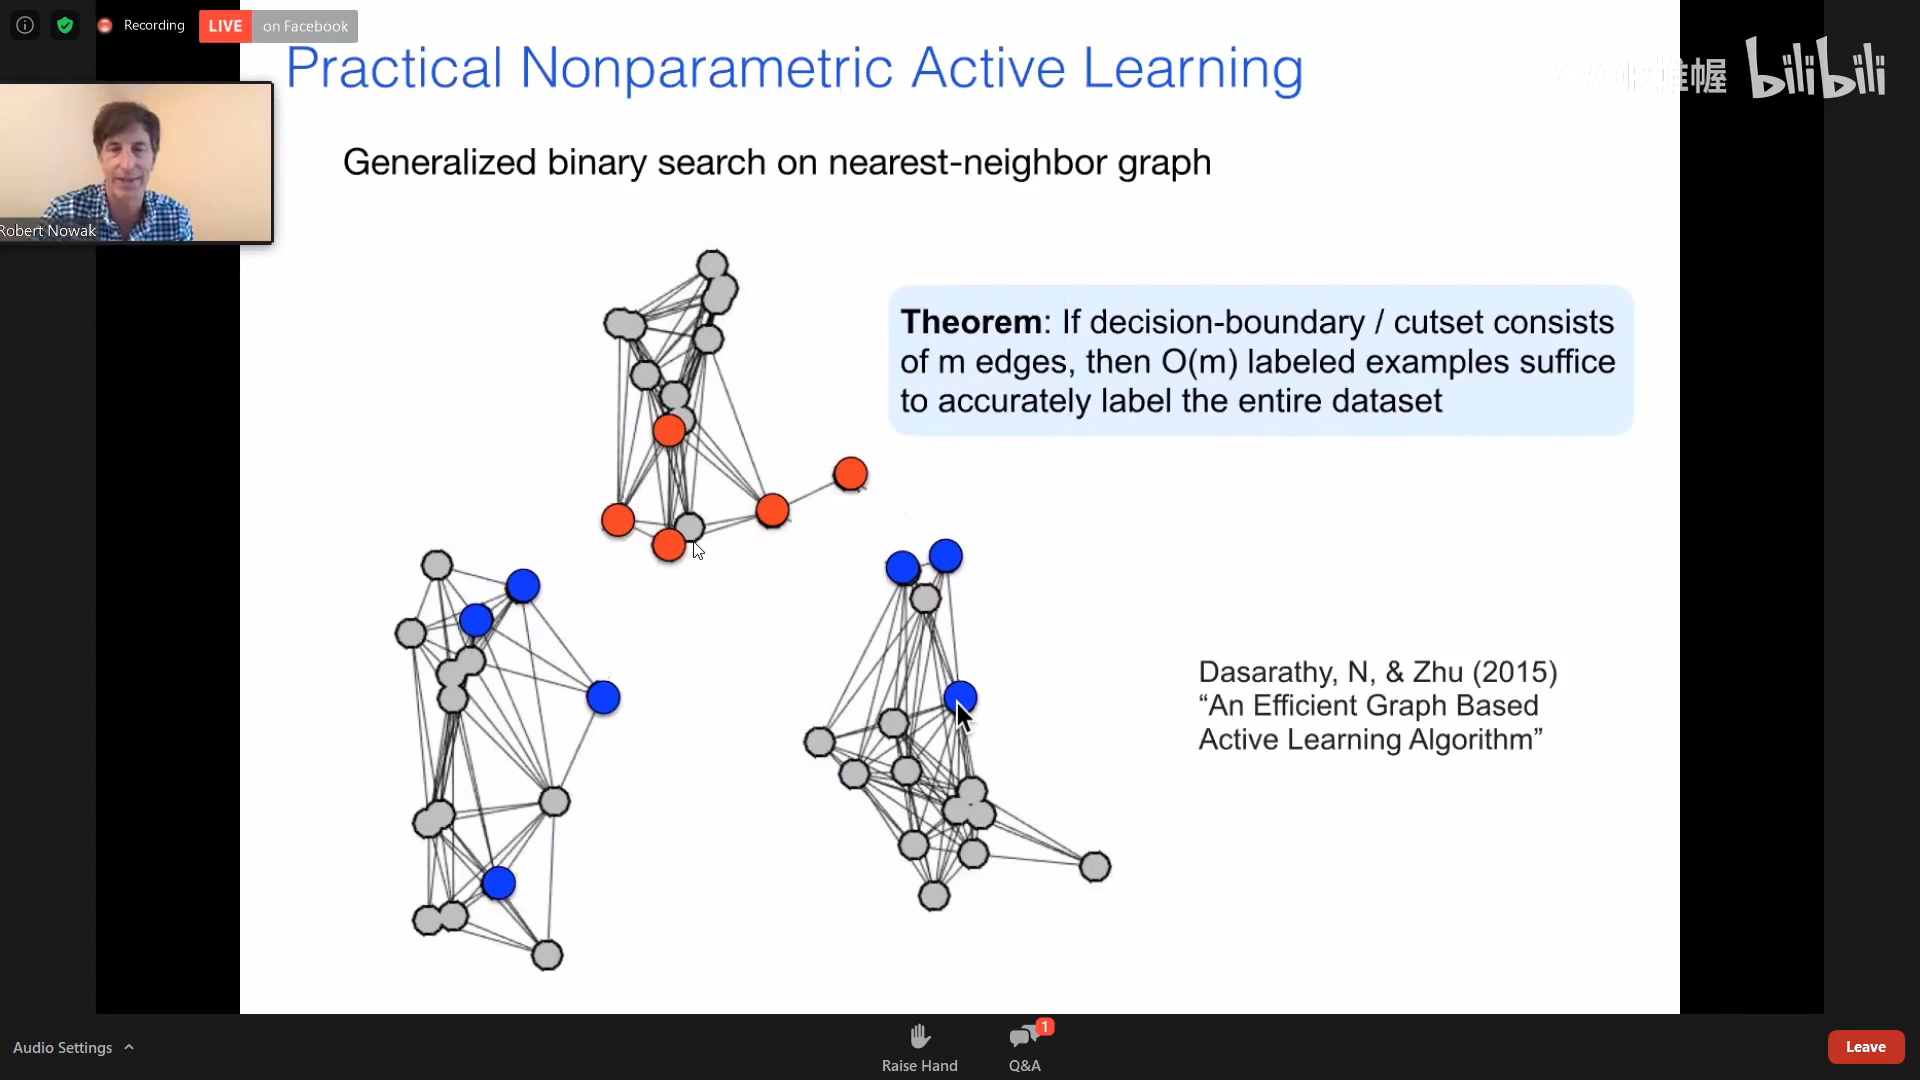 Recording
LIVE on Facebook
Practical Nonparametric Active Learning
bilibili
Robert Nowak
Generalized binary search on nearest-neighbor graph
Theorem: If decision-boundary / cutset consists
of m edges, then O(m) labeled examples suffice
to accurately label the entire dataset
Dasarathy, N, & Zhu (2015)
“An Efficient Graph Based
Active Learning Algorithm”
Audio Settings
Raise Hand
1
Q&A
Leave